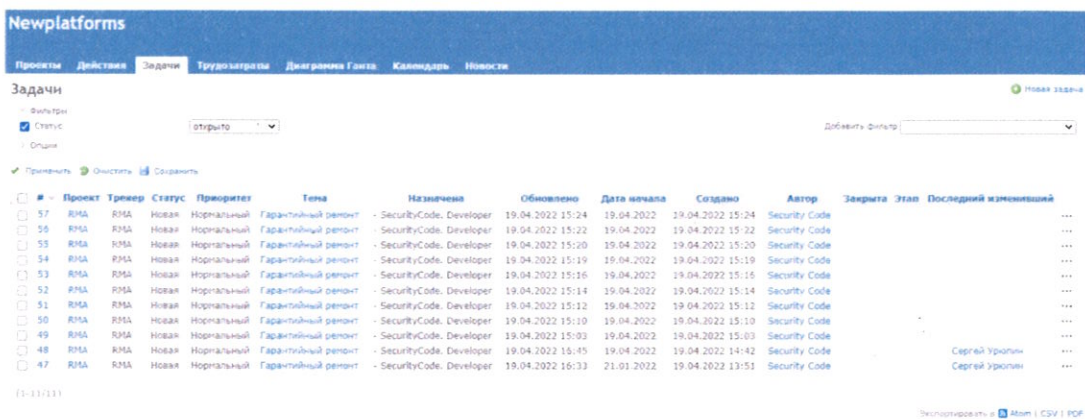 Newplatforms
Проекты Действия Задачи Трудозатраты Диаграмма Ганта Календарь Новости
Задачи
Новая задача
Фильтры
Статус открыто Добавить фильтр
Опции
Применить Очистить Сохранить
# Проект Трекер Статус Приоритет Тема Назначена Обновлено Дата начала Создано Автор Закрыта Этап Последний изменивший
57 RMA RMA Новая Нормальный Гарантийный ремонт - SecurityCode. Developer 19.04.2022 15:24 19.04.2022 19.04.2022 15:24 Security Code ...
56 RMA RMA Новая Нормальный Гарантийный ремонт - SecurityCode. Developer 19.04.2022 15:22 19.04.2022 19.04.2022 15:22 Security Code ...
55 RMA RMA Новая Нормальный Гарантийный ремонт - SecurityCode. Developer 19.04.2022 15:20 19.04.2022 19.04.2022 15:20 Security Code ...
54 RMA RMA Новая Нормальный Гарантийный ремонт - SecurityCode. Developer 19.04.2022 15:19 19.04.2022 19.04.2022 15:19 Security Code ...
53 RMA RMA Новая Нормальный Гарантийный ремонт - SecurityCode. Developer 19.04.2022 15:16 19.04.2022 19.04.2022 15:16 Security Code ...
52 RMA RMA Новая Нормальный Гарантийный ремонт - SecurityCode. Developer 19.04.2022 15:14 19.04.2022 19.04.2022 15:14 Security Code ...
51 RMA RMA Новая Нормальный Гарантийный ремонт - SecurityCode. Developer 19.04.2022 15:12 19.04.2022 19.04.2022 15:12 Security Code ...
50 RMA RMA Новая Нормальный Гарантийный ремонт - SecurityCode. Developer 19.04.2022 15:10 19.04.2022 19.04.2022 15:10 Security Code ...
49 RMA RMA Новая Нормальный Гарантийный ремонт - SecurityCode. Developer 19.04.2022 15:03 19.04.2022 19.04.2022 15:03 Security Code ...
48 RMA RMA Новая Нормальный Гарантийный ремонт - SecurityCode. Developer 19.04.2022 16:45 19.04.2022 19.04.2022 14:42 Security Code Сергей Урюпин ...
47 RMA RMA Новая Нормальный Гарантийный ремонт - SecurityCode. Developer 19.04.2022 16:33 21.01.2022 19.04.2022 13:51 Security Code Сергей Урюпин ...
(1-11/11)
Экспортировать в Atom | CSV | PDF